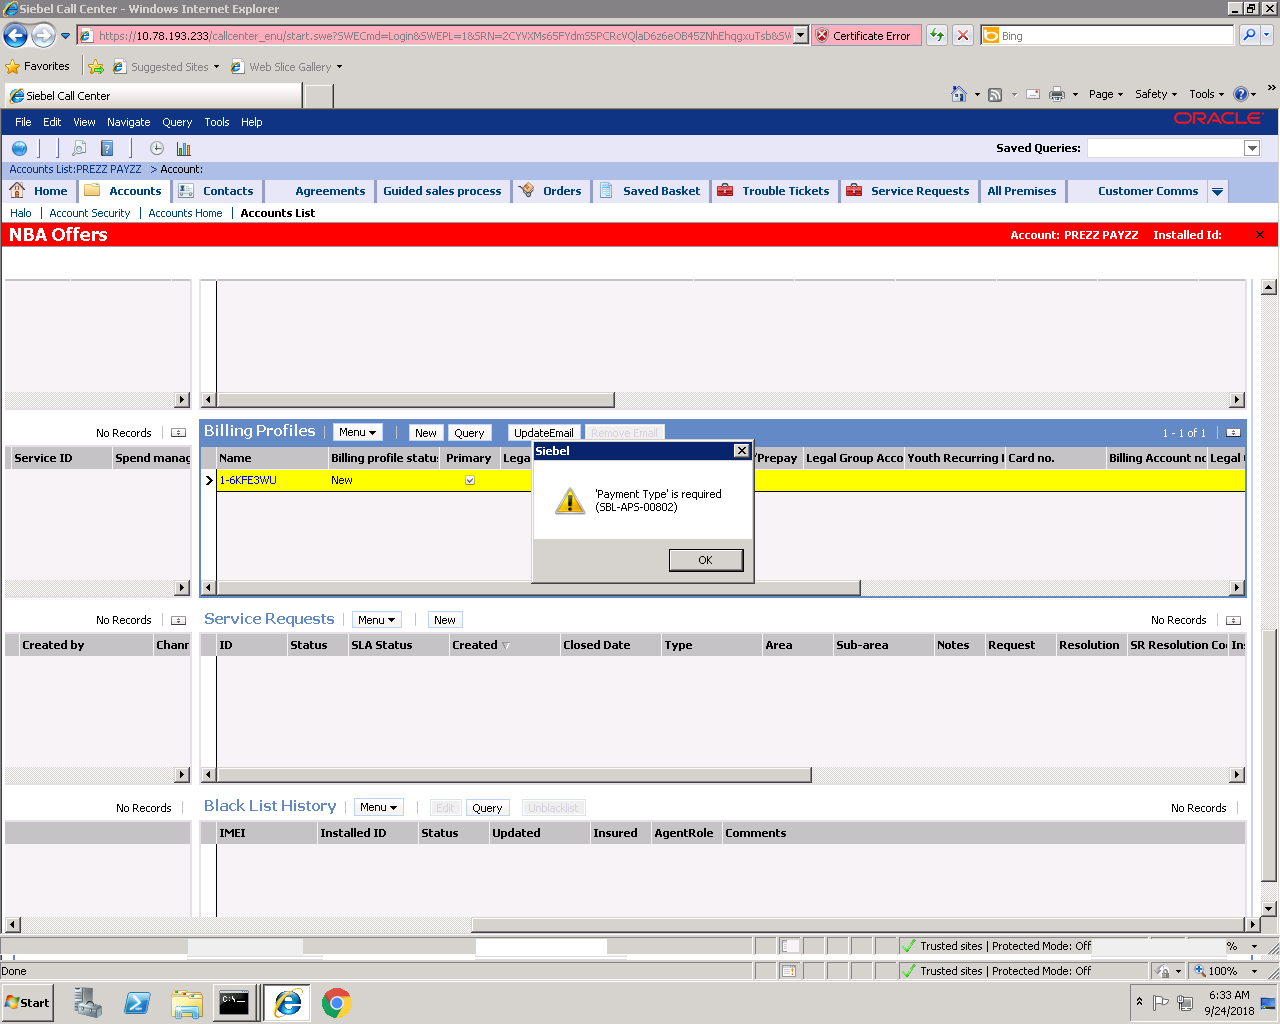 Siebel Call Center - Windows Internet Explorer
https://10.78.193.233/callcenter_enu/start.swe?SWECmd=Login&SWEPL=1&SRN=
Certificate Error
Bing
Favorites
Suggested Sites
Web Slice Gallery
Siebel Call Center
Page
Safety
Tools
File Edit View Navigate Query Tools Help
ORACLE
Saved Queries:
Accounts List:PREZZ PAYZZ > Account:
Home Accounts Contacts Agreements Guided sales process Orders Saved Basket Trouble Tickets Service Requests All Premises Customer Comms
Halo | Account Security | Accounts Home | Accounts List
NBA Offers
Account: PREZZ PAYZZ Installed Id:
No Records
Billing Profiles
Menu
New
Query
UpdateEmail
Remove Email
1 - 1 of 1
Service ID Spend manag
Name Billing profile statu Primary Lega /Prepay Legal Group Acco Youth Recurring Card no. Billing Account no Legal
1-6KFE3WU New
Siebel
'Payment Type' is required
(SBL-APS-00802)
OK
No Records
Service Requests
Menu
New
No Records
Created by Chann
ID Status SLA Status Created Closed Date Type Area Sub-area Notes Request Resolution SR Resolution Co Ins
No Records
Black List History
Menu
Edit
Query
Unblacklist
No Records
IMEI Installed ID Status Updated Insured AgentRole Comments
Trusted sites | Protected Mode: Off
%
Done
Trusted sites | Protected Mode: Off
100%
Start
6:33 AM
9/24/2018